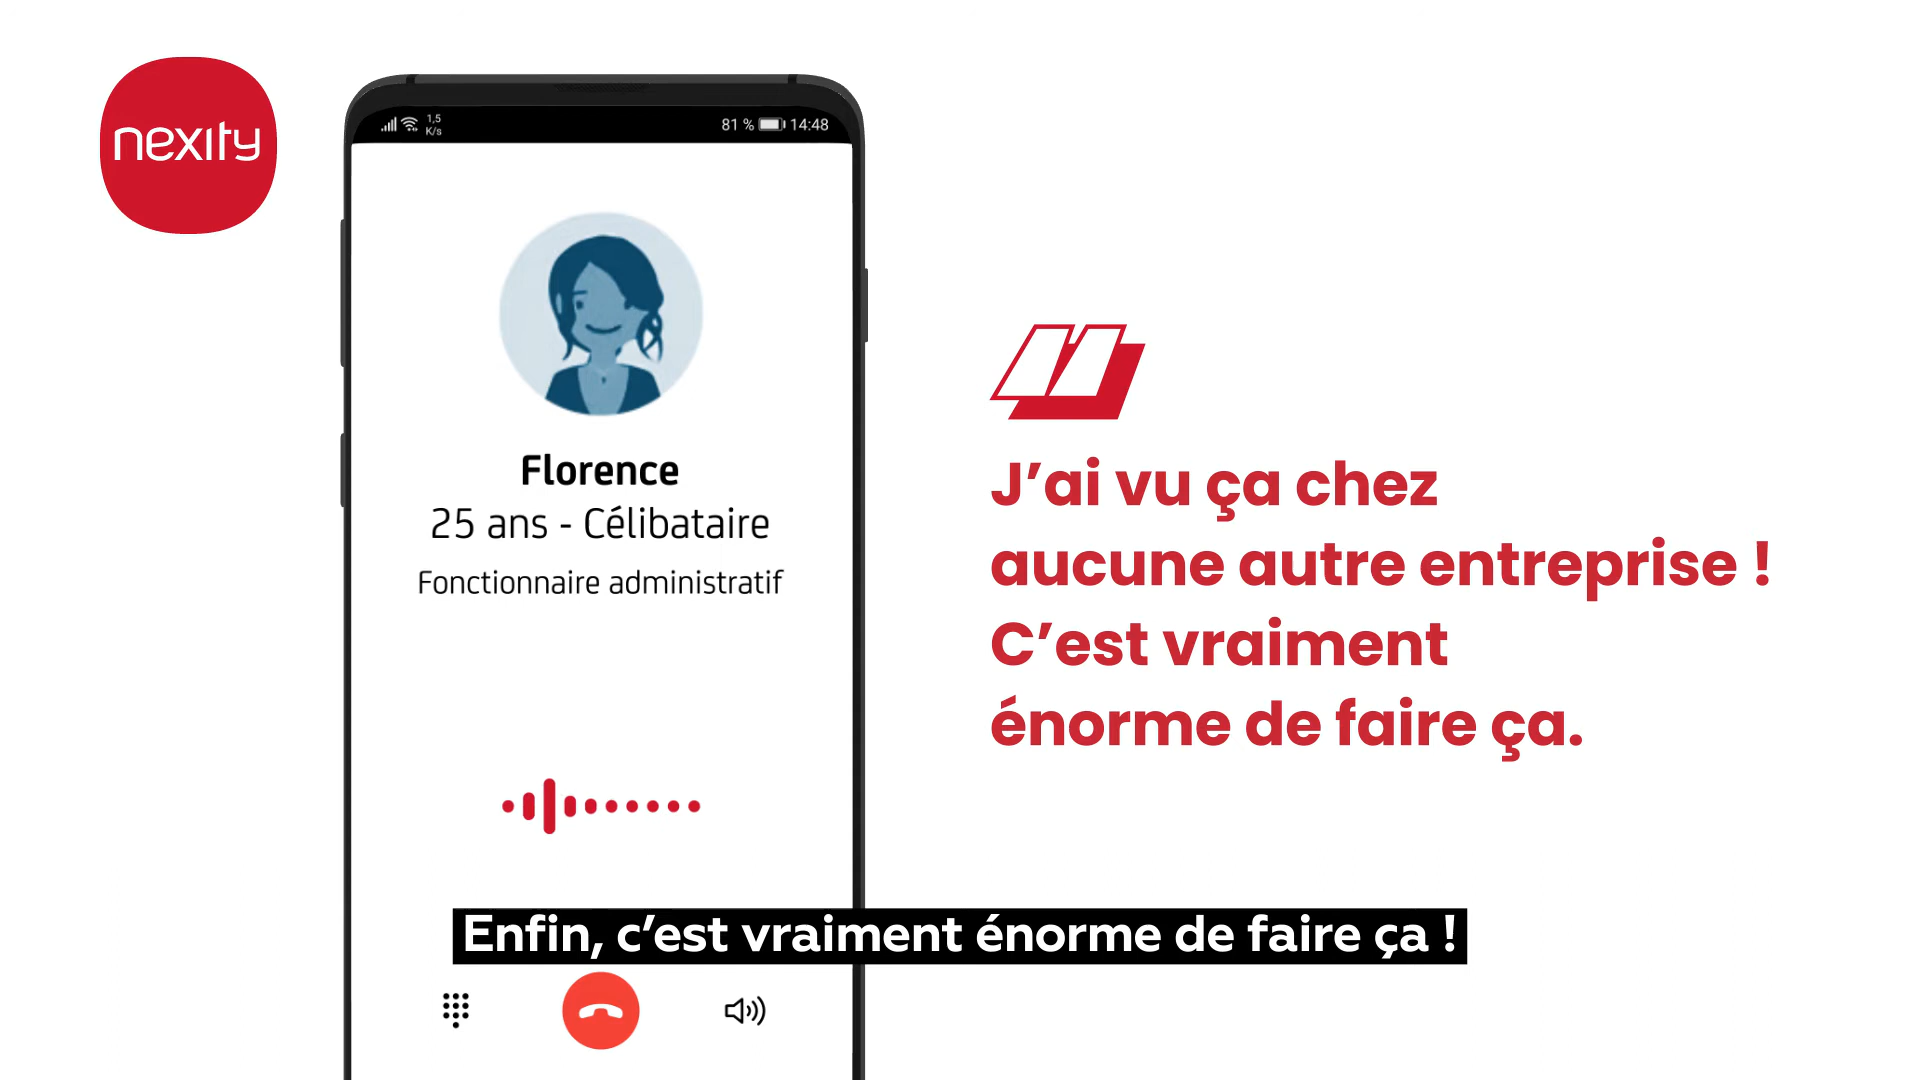 nexity
1,5
K/s
81 % 14:48
Florence
25 ans - Célibataire
Fonctionnaire administratif
J’ai vu ça chez
aucune autre entreprise !
C’est vraiment
énorme de faire ça.
Enfin, c’est vraiment énorme de faire ça !